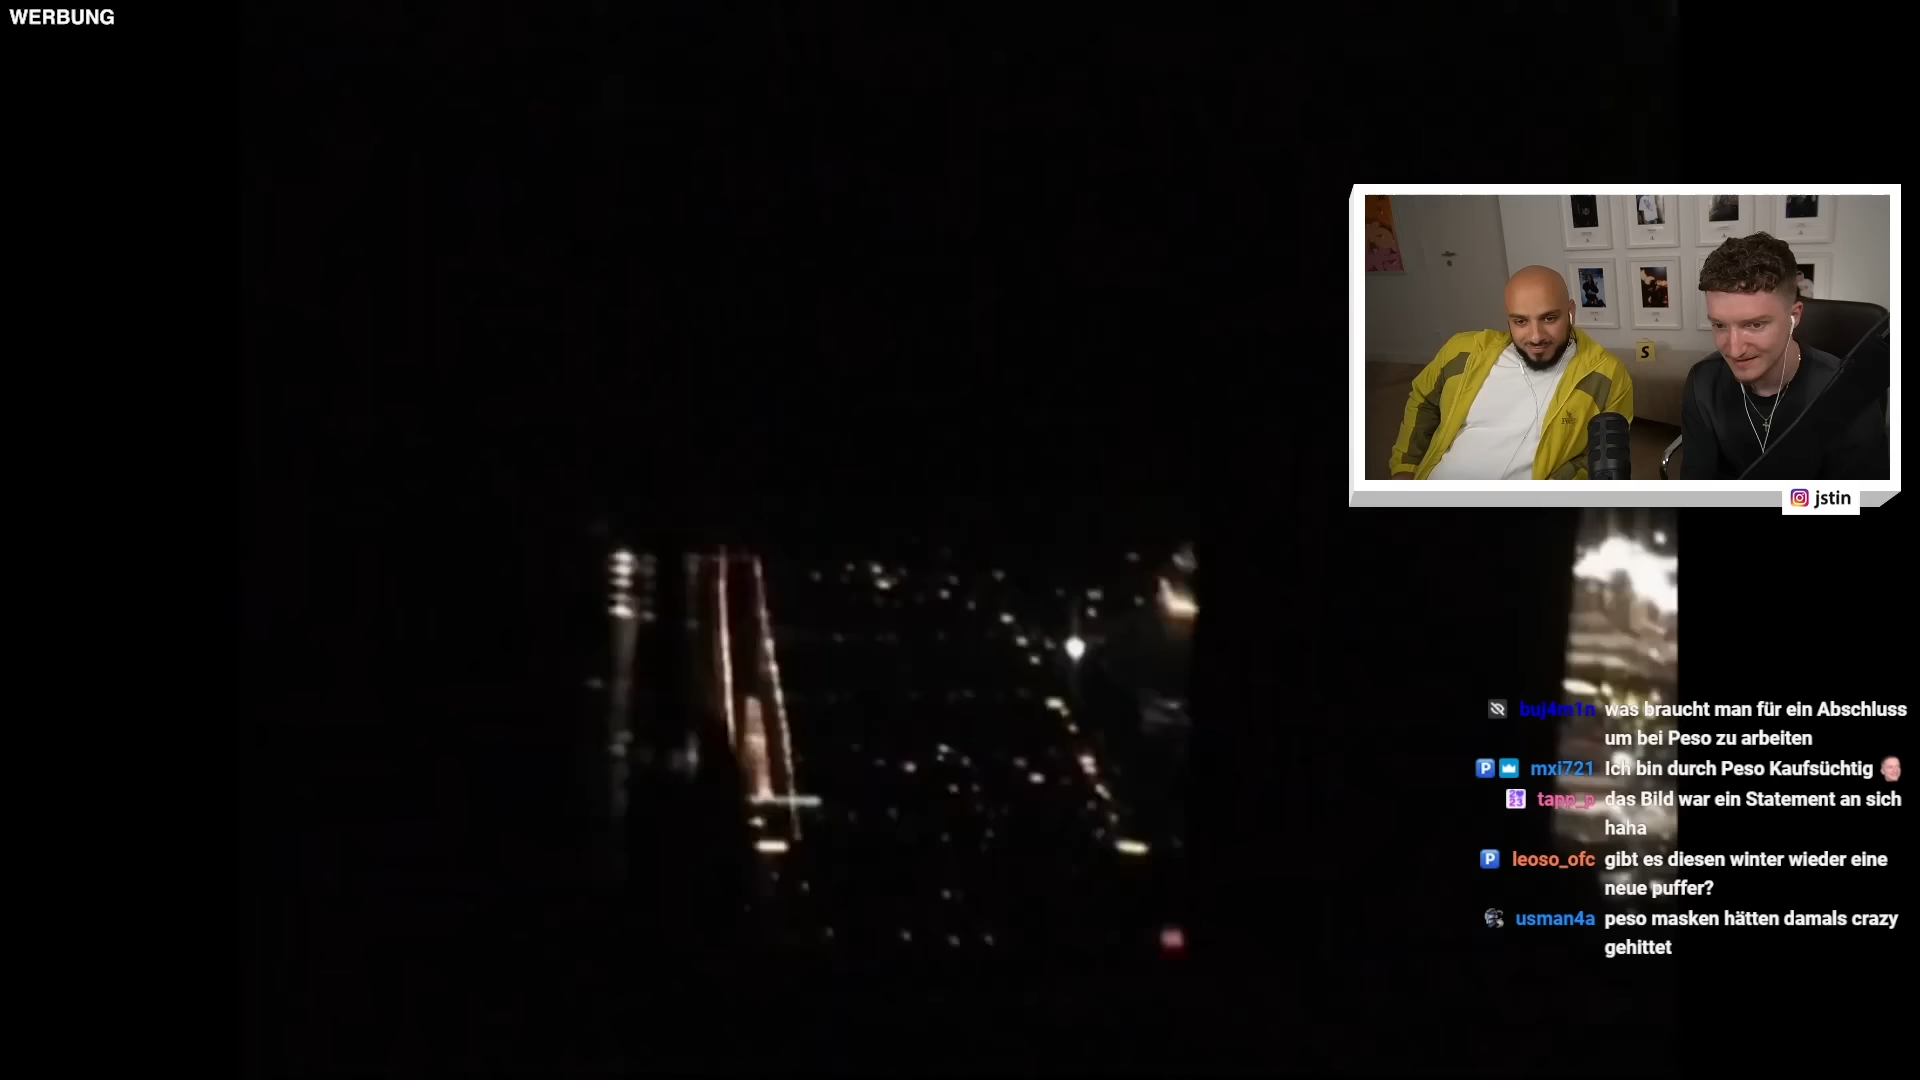 WERBUNG
S
jstin
buj4m1n was braucht man für ein Abschluss
um bei Peso zu arbeiten
P mxi721 Ich bin durch Peso Kaufsüchtig
tapp_p das Bild war ein Statement an sich
haha
P leoso_ofc gibt es diesen winter wieder eine
neue puffer?
usman4a peso masken hätten damals crazy
gehittet